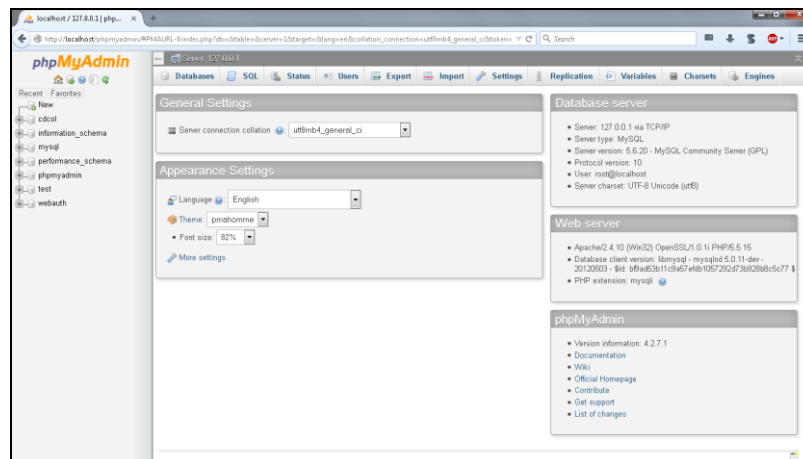 localhost / 127.0.0.1 | php...
http://localhost/phpmyadmin/#PMAURL-0:index.php?db=&table=&server=1&target=&lang=en&collation_connection=utf8mb4_general_ci&token=
Search
phpMyAdmin
Recent Favorites
New
cdcol
information_schema
mysql
performance_schema
phpmyadmin
test
webauth
Server: 127.0.0.1
Databases SQL Status Users Export Import Settings Replication Variables Charsets Engines
General Settings
Server connection collation : utf8mb4_general_ci
Appearance Settings
Language : English
Theme: pmahomme
• Font size: 82%
More settings
Database server
• Server: 127.0.0.1 via TCP/IP
• Server type: MySQL
• Server version: 5.6.20 - MySQL Community Server (GPL)
• Protocol version: 10
• User: root@localhost
• Server charset: UTF-8 Unicode (utf8)
Web server
• Apache/2.4.10 (Win32) OpenSSL/1.0.1i PHP/5.5.15
• Database client version: libmysql - mysqlnd 5.0.11-dev -
20120503 - $Id: bf9ad53b11c9a57efdb1057292d73b928b8c5c77 $
• PHP extension: mysqli
phpMyAdmin
• Version information: 4.2.7.1
• Documentation
• Wiki
• Official Homepage
• Contribute
• Get support
• List of changes